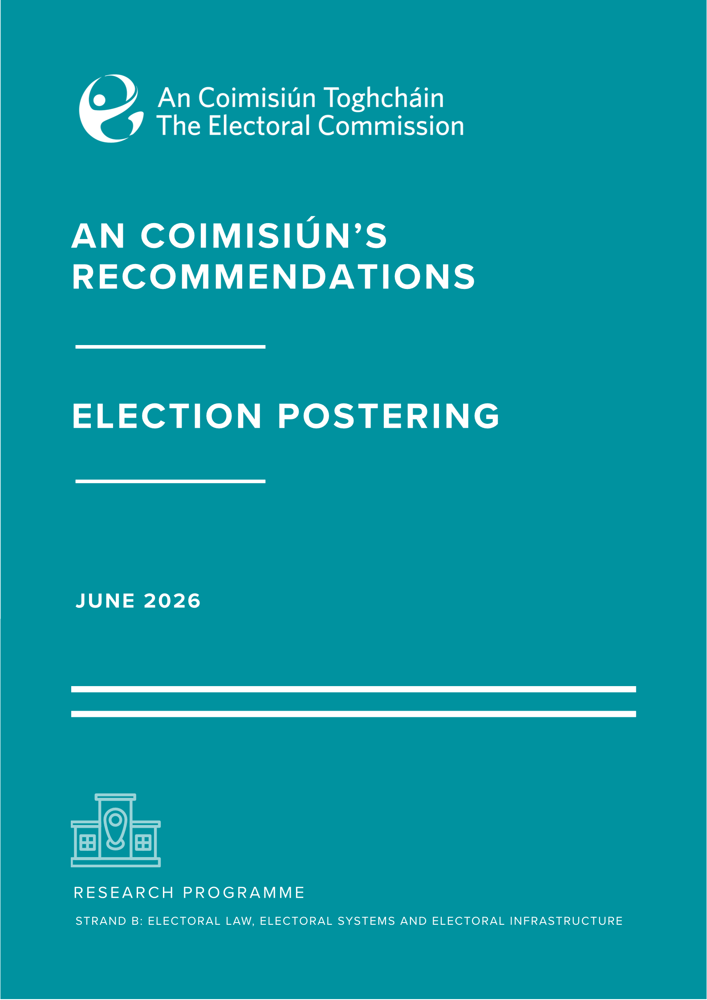 An Coimisiún Toghcháin
The Electoral Commission
AN COIMISIÚN’S
RECOMMENDATIONS
ELECTION POSTERING
JUNE 2026
RESEARCH PROGRAMME
STRAND B: ELECTORAL LAW, ELECTORAL SYSTEMS AND ELECTORAL INFRASTRUCTURE